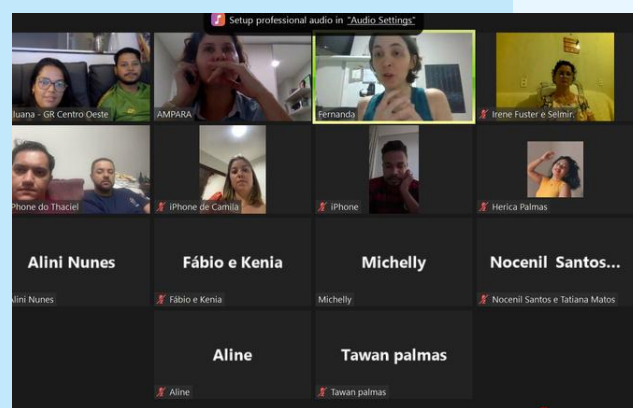 Setup professional audio in "Audio Settings"
luana - GR Centro Oeste
AMPARA
Fernanda
Irene Fuster e Selmir.
Phone do Thaciel
iPhone de Camila
iPhone
Herica Palmas
Alini Nunes
Fábio e Kenia
Michelly
Nocenil Santos...
Alini Nunes
Fábio e Kenia
Michelly
Nocenil Santos e Tatiana Matos
Aline
Tawan palmas
Aline
Tawan palmas